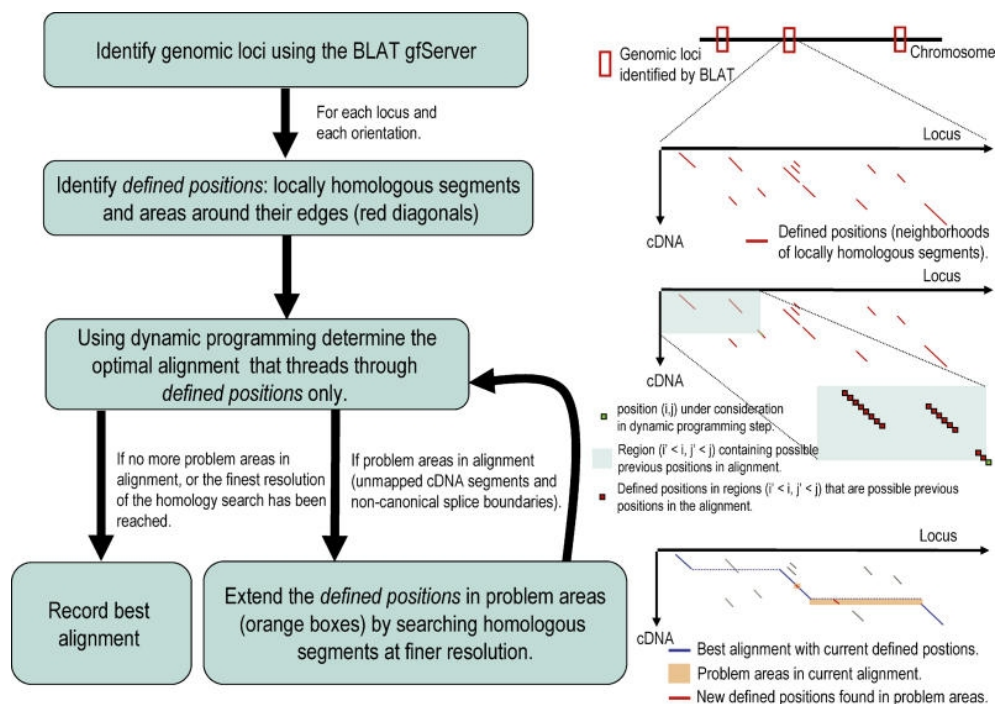 Identify genomic loci using the BLAT gfServer
For each locus and
each orientation.
Identify defined positions: locally homologous segments
and areas around their edges (red diagonals)
Using dynamic programming determine the
optimal alignment that threads through
defined positions only.
If no more problem areas in
alignment, or the finest resolution
of the homology search has been
reached.
If problem areas in alignment
(unmapped cDNA segments and
non-canonical splice boundaries).
Record best
alignment
Extend the defined positions in problem areas
(orange boxes) by searching homologous
segments at finer resolution.
Genomic loci
identified by BLAT
Chromosome
Locus
cDNA
Defined positions (neighborhoods
of locally homologous segments).
Locus
cDNA
position (i,j) under consideration
in dynamic programming step.
Region (i' < i, j' < j) containing possible
previous positions in alignment.
Defined positions in regions (i' < i, j' < j) that are possible previous
positions in the alignment.
Locus
cDNA
Best alignment with current defined postions.
Problem areas in current alignment.
New defined positions found in problem areas.